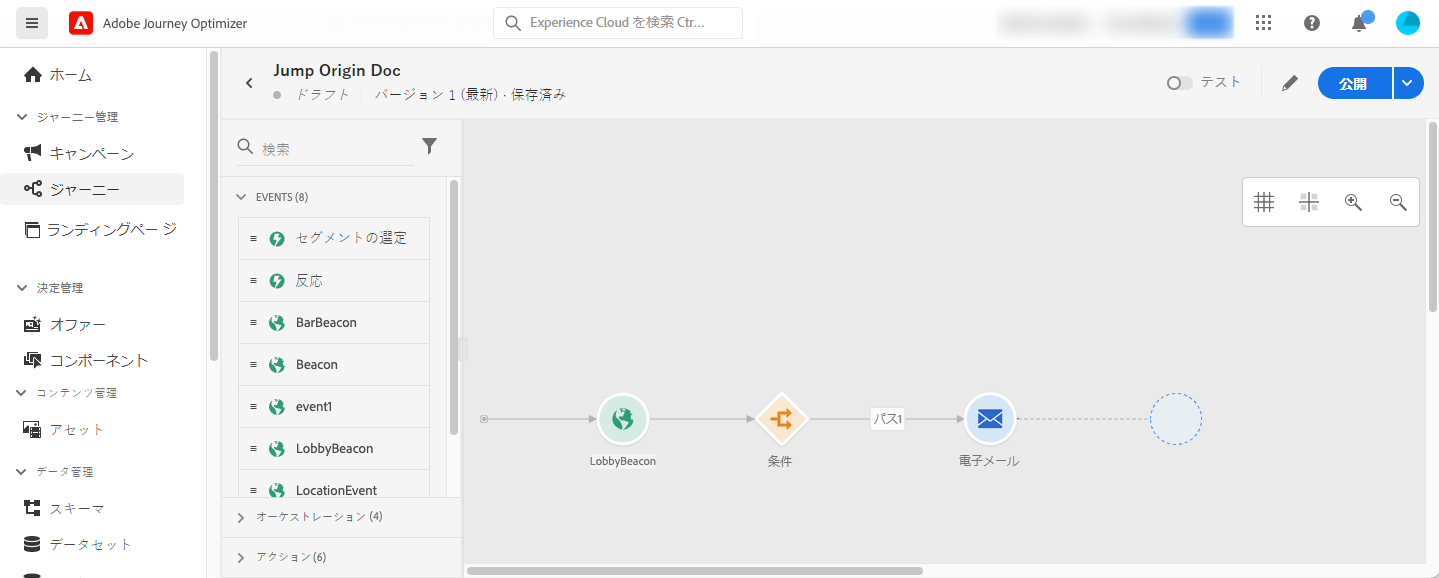 Adobe Journey Optimizer
Experience Cloud を検索 Ctr...
ホーム
ジャーニー管理
キャンペーン
ジャーニー
ランディングページ
決定管理
オファー
コンポーネント
コンテンツ管理
アセット
データ管理
スキーマ
データセット
Jump Origin Doc
ドラフト
バージョン 1 (最新) · 保存済み
テスト
公開
検索
EVENTS (8)
セグメントの選定
反応
BarBeacon
Beacon
event1
LobbyBeacon
LocationEvent
オーケストレーション (4)
アクション (6)
LobbyBeacon
条件
パス1
電子メール